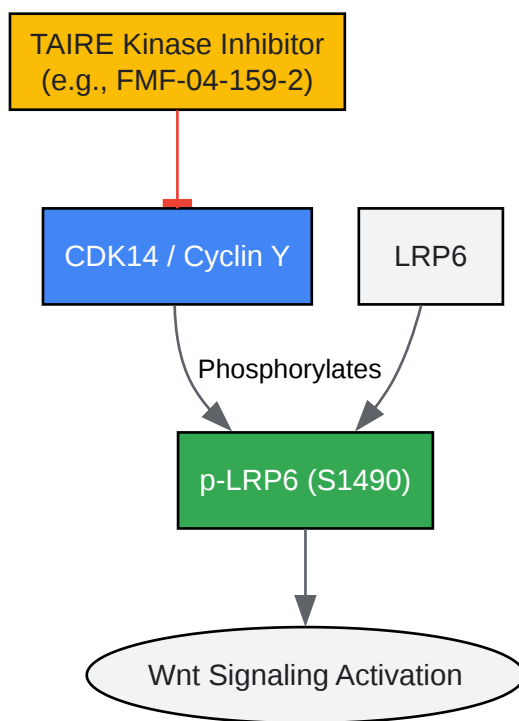 TAIRE Kinase Inhibitor
(e.g., FMF-04-159-2)
CDK14 / Cyclin Y
LRP6
Phosphorylates
p-LRP6 (S1490)
Wnt Signaling Activation